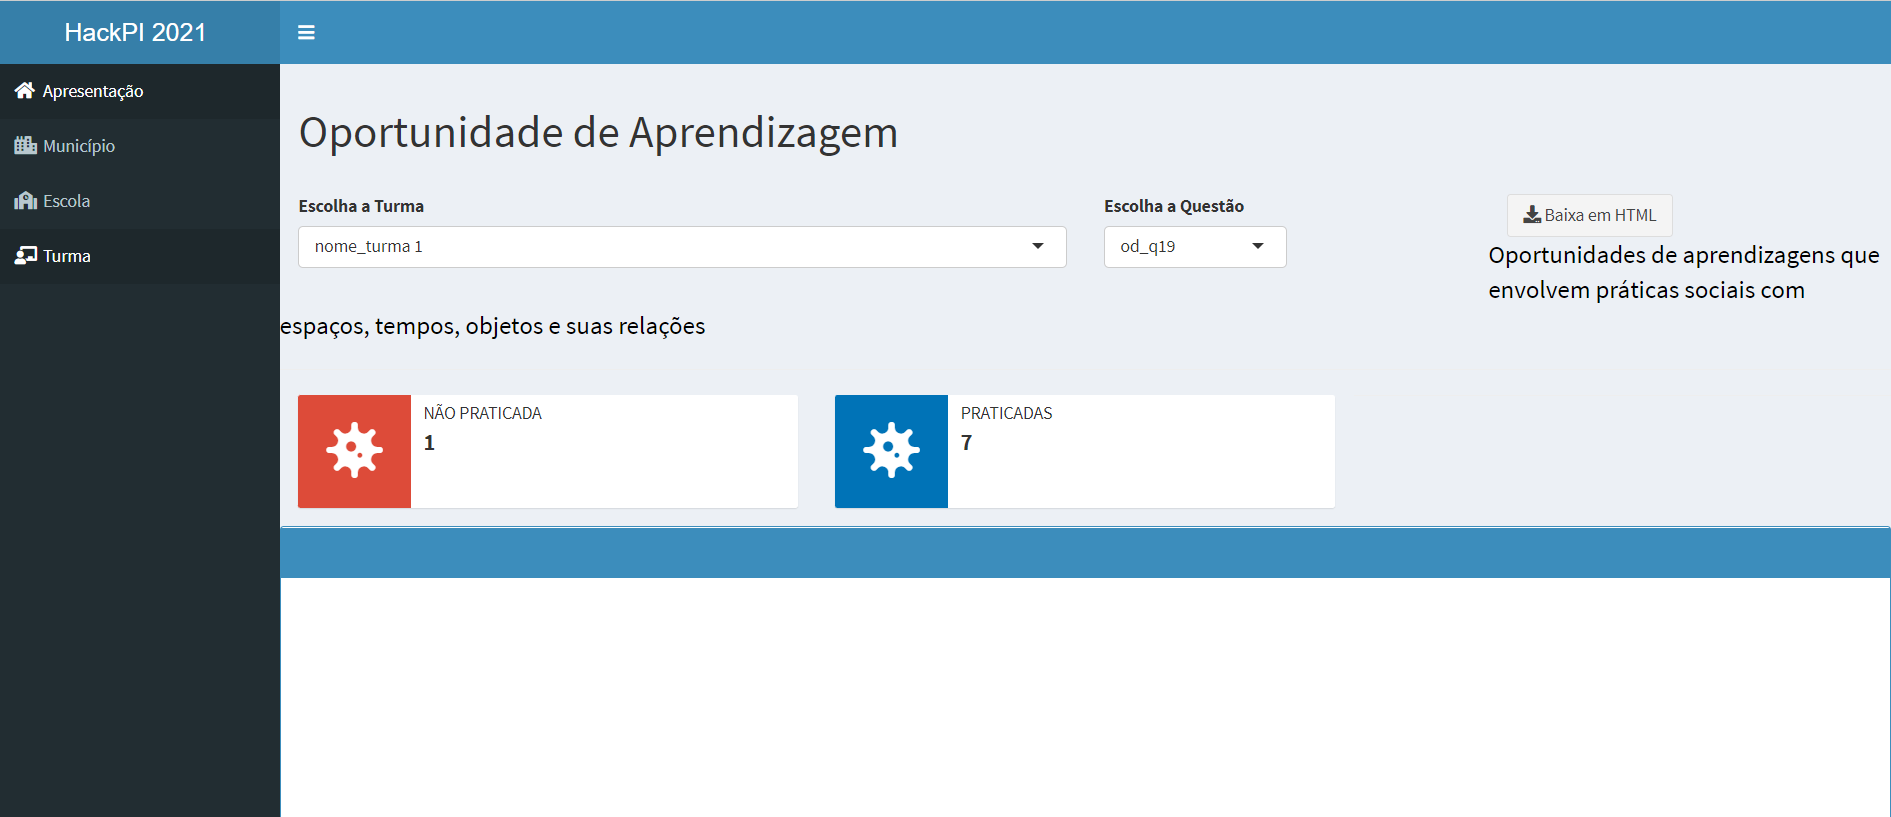 HackPI 2021
Apresentação
Município
Escola
Turma
Oportunidade de Aprendizagem
Escolha a Turma
nome_turma 1
Escolha a Questão
od_q19
Baixa em HTML
Oportunidades de aprendizagens que
envolvem práticas sociais com
espaços, tempos, objetos e suas relações
NÃO PRATICADA
1
PRATICADAS
7